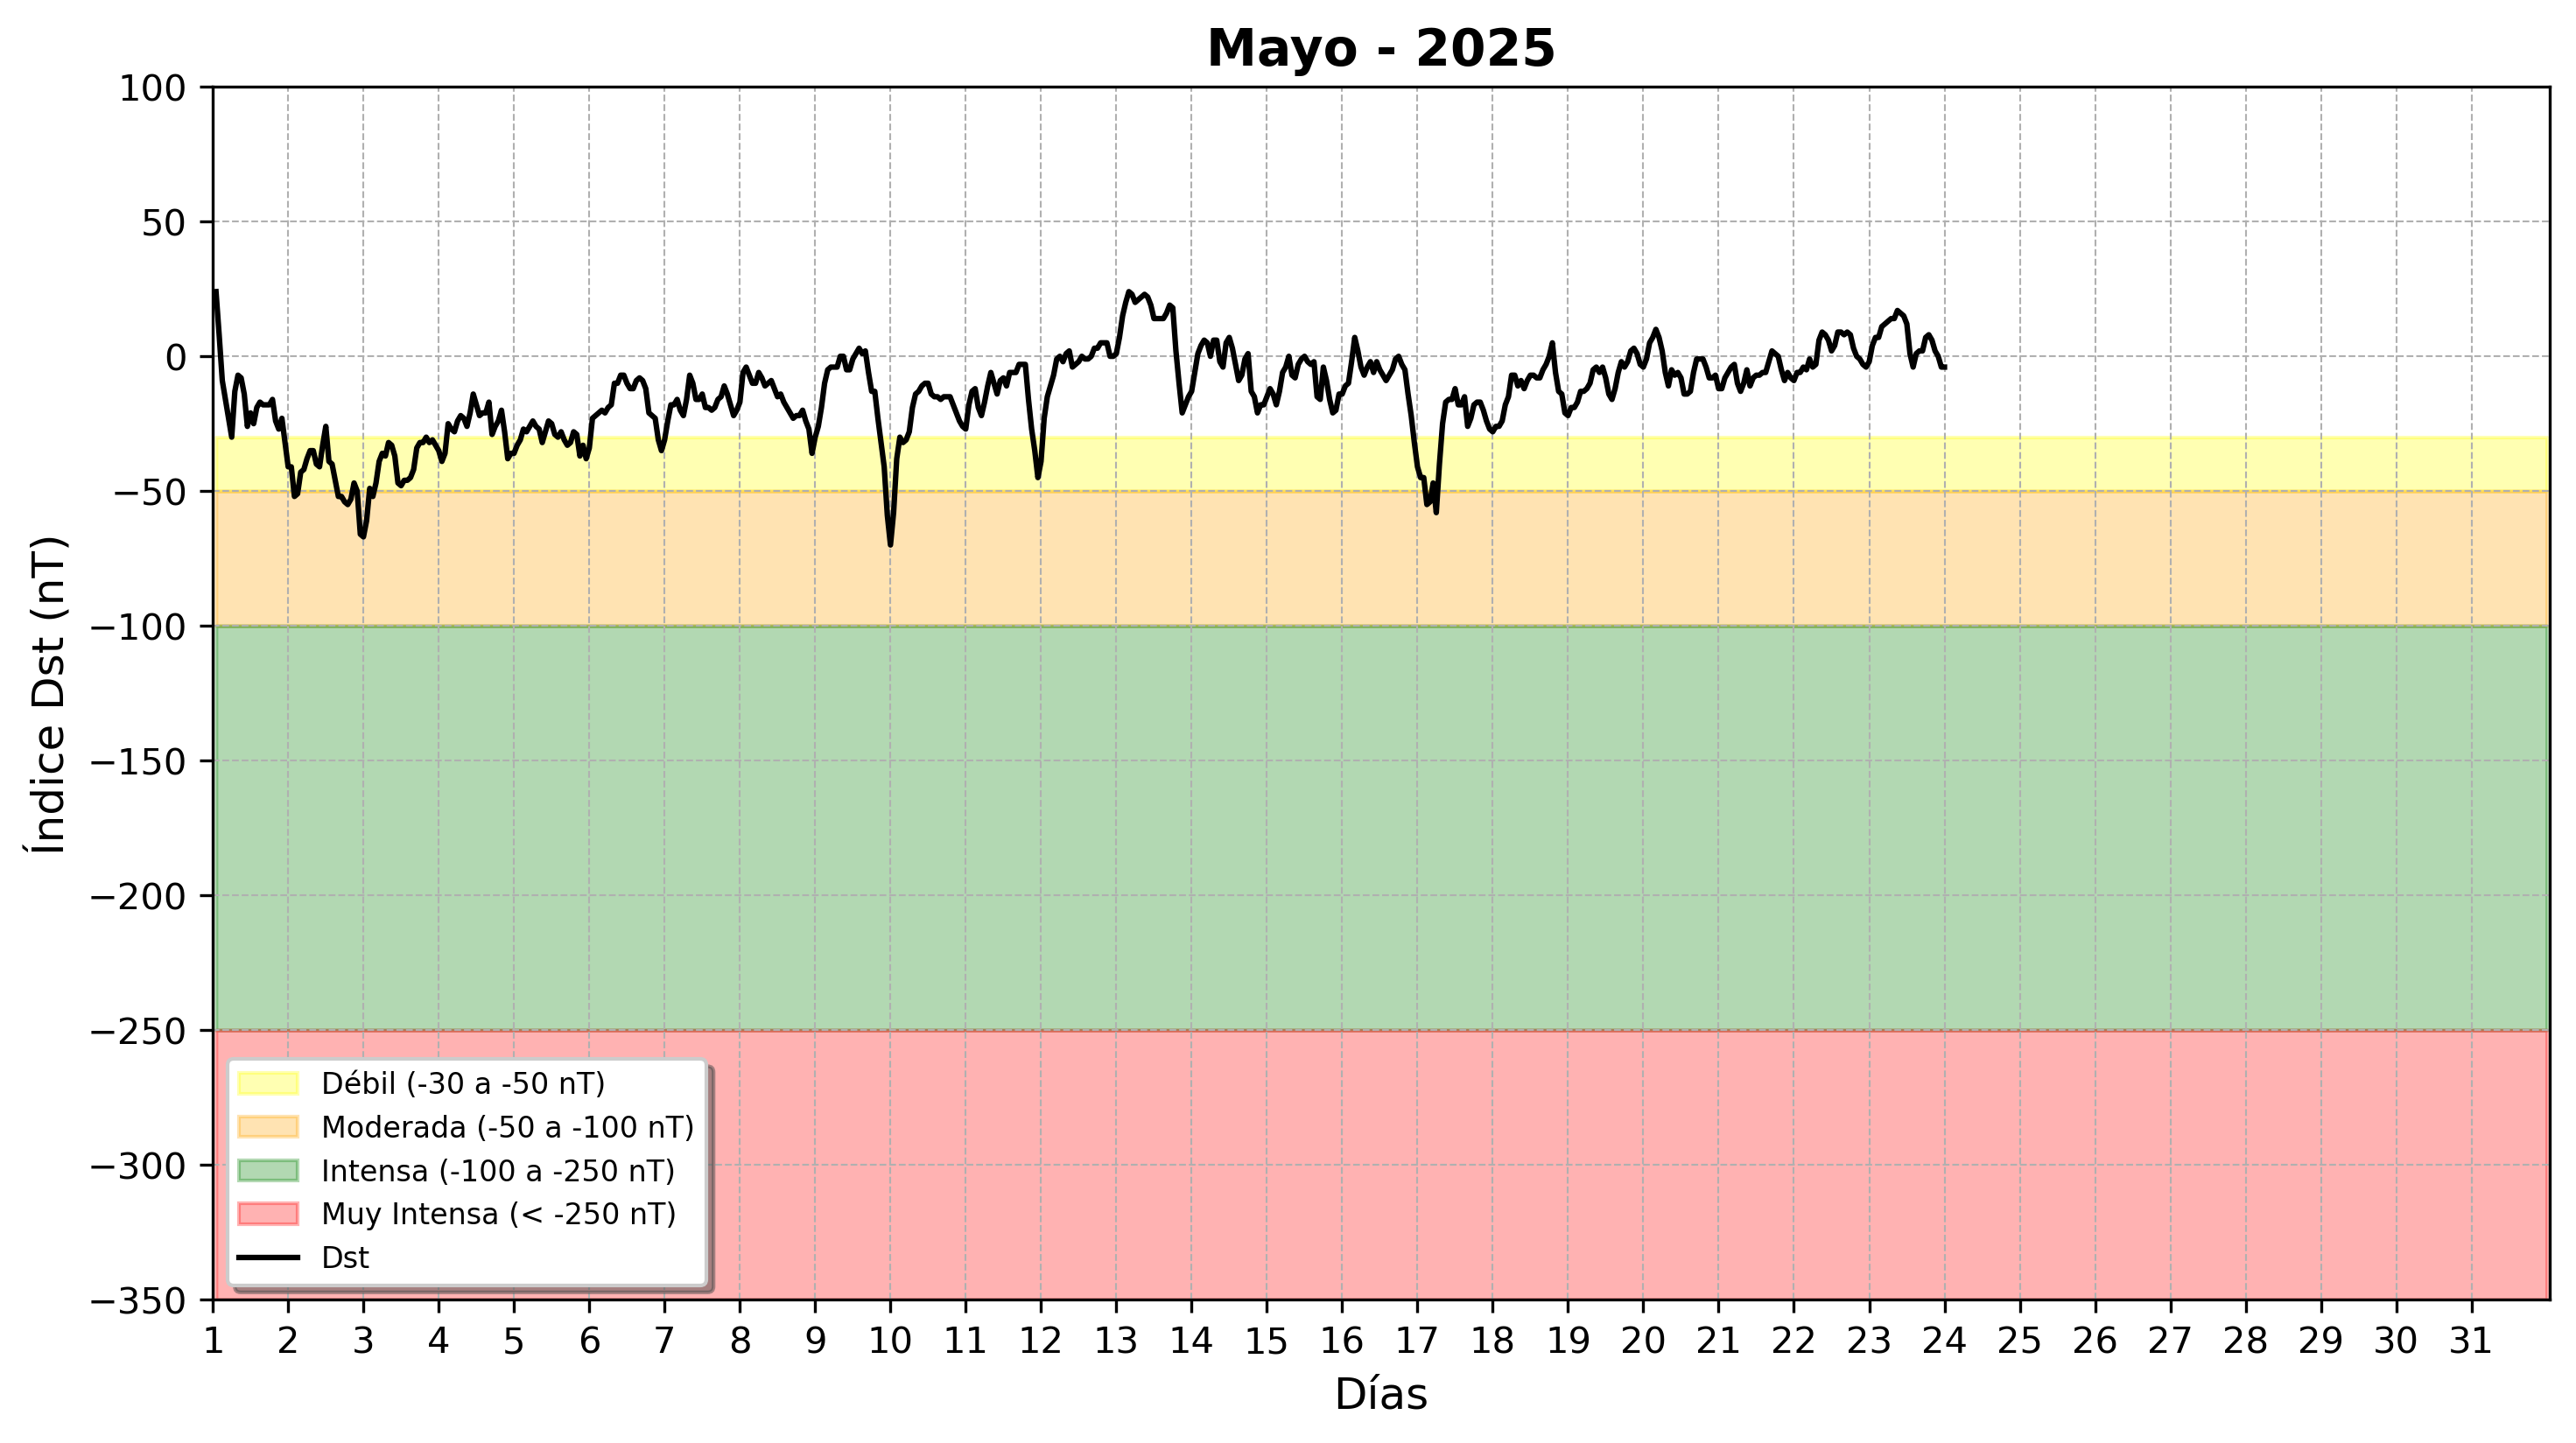 Mayo - 2025
100
50
0
−50
−100
−150
−200
−250
−300
−350
Índice Dst (nT)
Débil (-30 a -50 nT)
Moderada (-50 a -100 nT)
Intensa (-100 a -250 nT)
Muy Intensa (< -250 nT)
Dst
1 2 3 4 5 6 7 8 9 10 11 12 13 14 15 16 17 18 19 20 21 22 23 24 25 26 27 28 29 30 31
Días